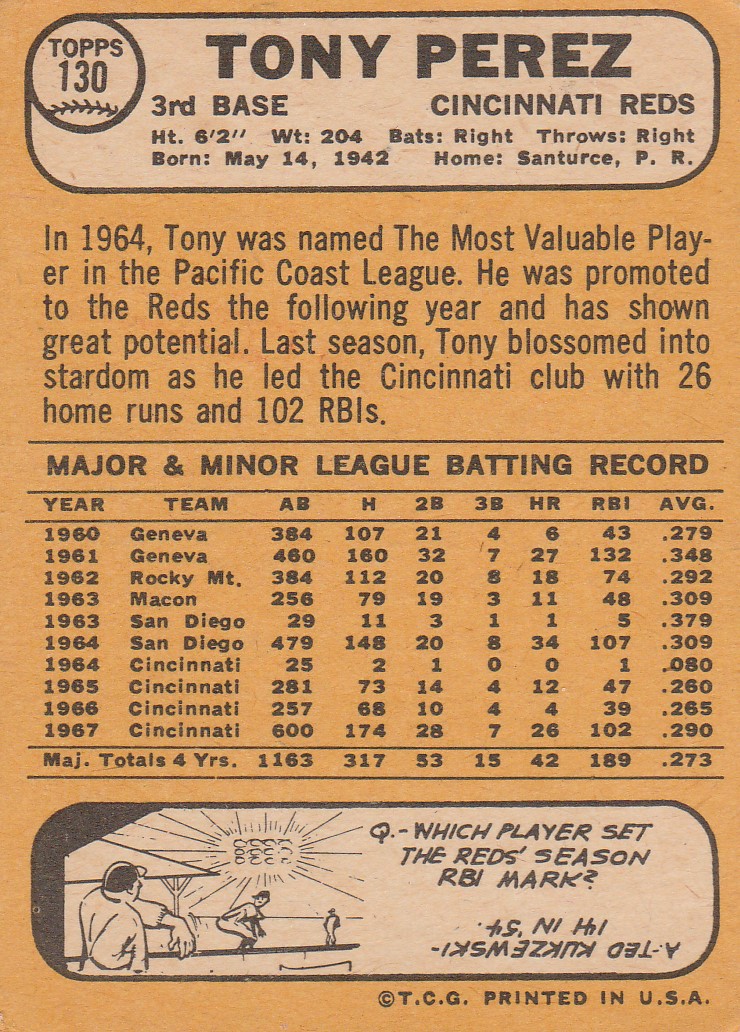 TOPPS
130
TONY PEREZ
3rd BASE CINCINNATI REDS
Ht. 6'2" Wt: 204 Bats: Right Throws: Right
Born: May 14, 1942 Home: Santurce, P. R.
In 1964, Tony was named The Most Valuable Play-
er in the Pacific Coast League. He was promoted
to the Reds the following year and has shown
great potential. Last season, Tony blossomed into
stardom as he led the Cincinnati club with 26
home runs and 102 RBIs.
MAJOR & MINOR LEAGUE BATTING RECORD
YEAR TEAM AB H 2B 3B HR RBI AVG.
1960 Geneva 384 107 21 4 6 43 .279
1961 Geneva 460 160 32 7 27 132 .348
1962 Rocky Mt. 384 112 20 8 18 74 .292
1963 Macon 256 79 19 3 11 48 .309
1963 San Diego 29 11 3 1 1 5 .379
1964 San Diego 479 148 20 8 34 107 .309
1964 Cincinnati 25 2 1 0 0 1 .080
1965 Cincinnati 281 73 14 4 12 47 .260
1966 Cincinnati 257 68 10 4 4 39 .265
1967 Cincinnati 600 174 28 7 26 102 .290
Maj. Totals 4 Yrs. 1163 317 53 15 42 189 .273
Q.-WHICH PLAYER SET
THE REDS' SEASON
RBI MARK?
A-TED KUKZEWSKI-
141 IN '54.
©T.C.G. PRINTED IN U.S.A.